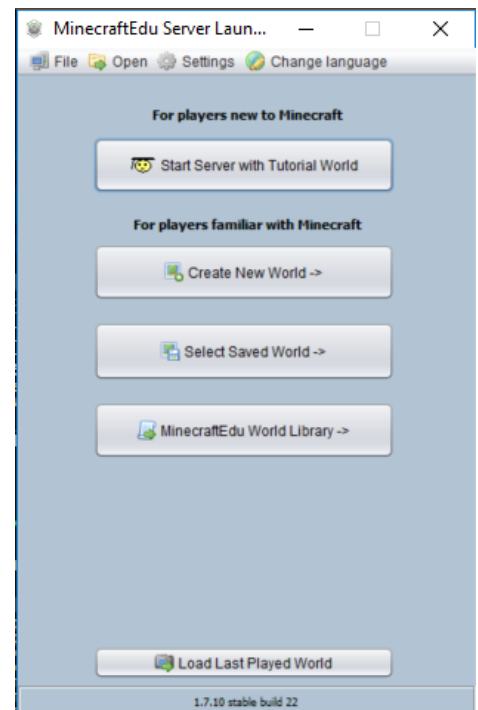 MinecraftEdu Server Laun...
File Open Settings Change language
For players new to Minecraft
Start Server with Tutorial World
For players familiar with Minecraft
Create New World ->
Select Saved World ->
MinecraftEdu World Library ->
Load Last Played World
1.7.10 stable build 22